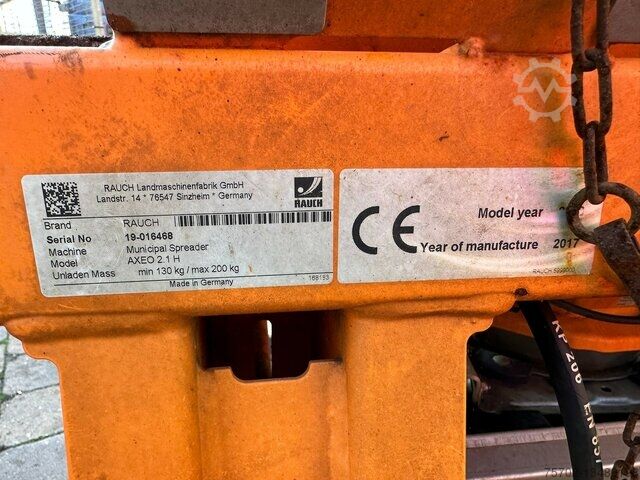 RAUCH Landmaschinenfabrik GmbH
Landstr. 14 * 76547 Sinzheim * Germany
RAUCH
Brand RAUCH
Serial No 19-016468
Machine Municipal Spreader
Model AXEO 2.1 H
Unladen Mass min 130 kg / max 200 kg
Made in Germany 168193
CE
Model year
Year of manufacture 2017